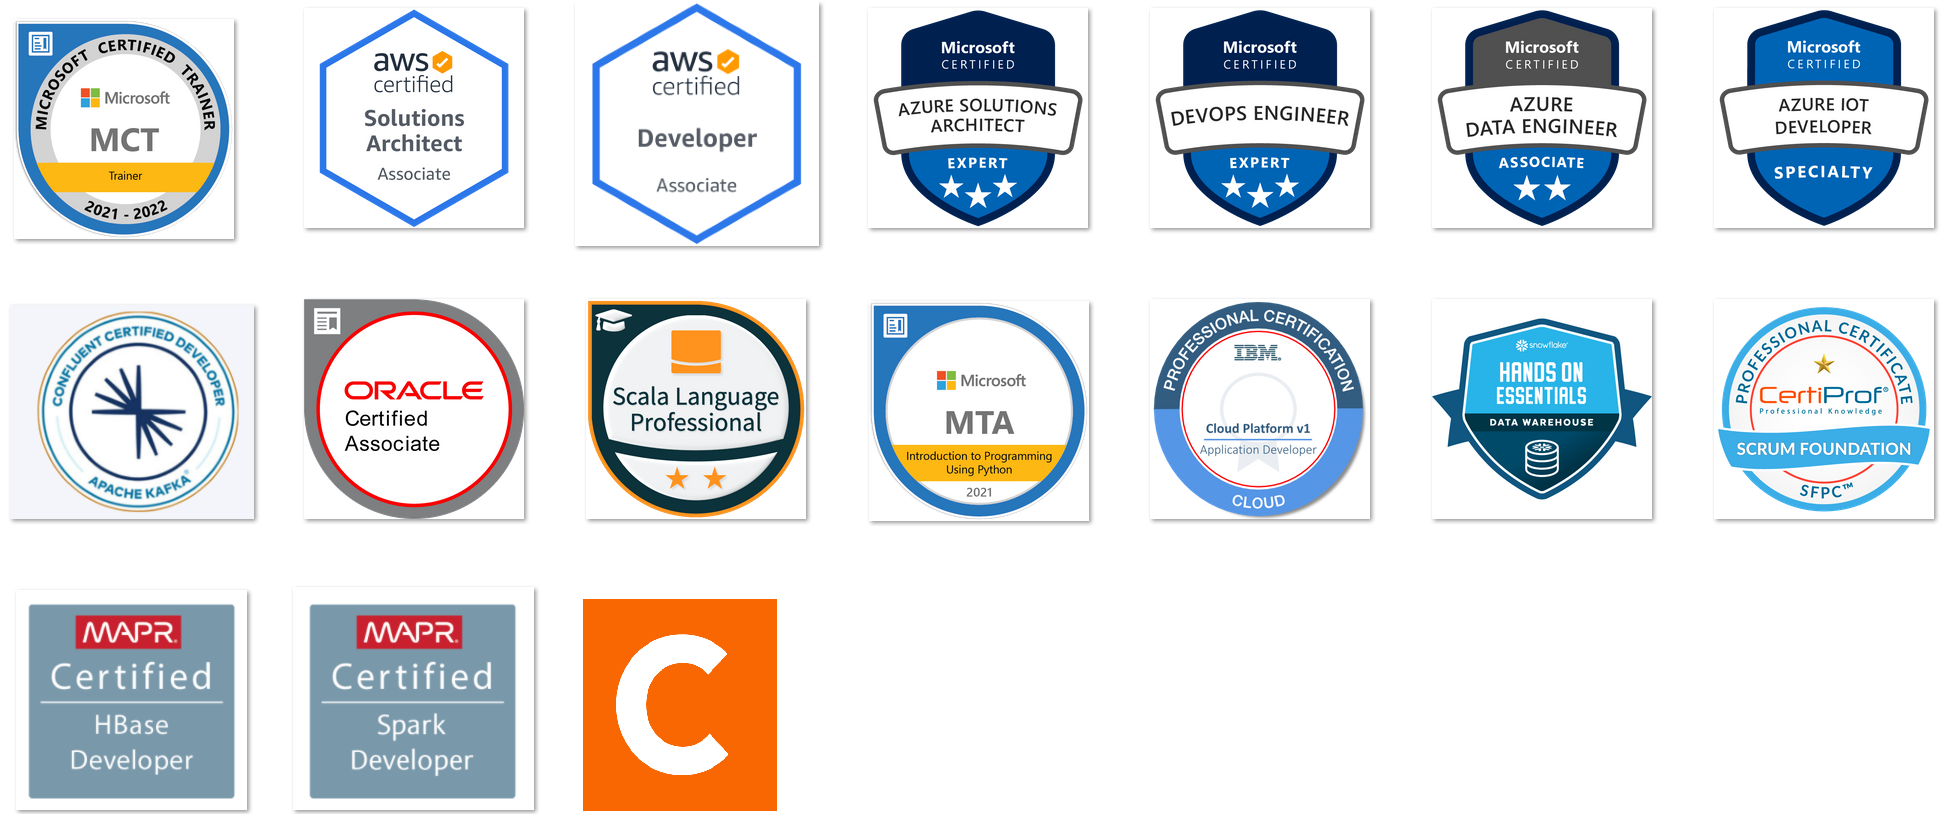 MICROSOFT CERTIFIED TRAINER
Microsoft
MCT
Trainer
2021 - 2022
aws
certified
Solutions
Architect
Associate
aws
certified
Developer
Associate
Microsoft
CERTIFIED
AZURE SOLUTIONS
ARCHITECT
EXPERT
Microsoft
CERTIFIED
DEVOPS ENGINEER
EXPERT
Microsoft
CERTIFIED
AZURE
DATA ENGINEER
ASSOCIATE
Microsoft
CERTIFIED
AZURE IOT
DEVELOPER
SPECIALTY
CONFLUENT CERTIFIED DEVELOPER
APACHE KAFKA®
ORACLE
Certified
Associate
Scala Language
Professional
Microsoft
MTA
Introduction to Programming
Using Python
2021
PROFESSIONAL CERTIFICATION
IBM.
Cloud Platform v1
Application Developer
CLOUD
snowflake®
HANDS ON
ESSENTIALS
DATA WAREHOUSE
PROFESSIONAL CERTIFICATE
CertiProf®
Professional Knowledge
SCRUM FOUNDATION
SFPC™
MAPR.
Certified
HBase
Developer
MAPR.
Certified
Spark
Developer
C